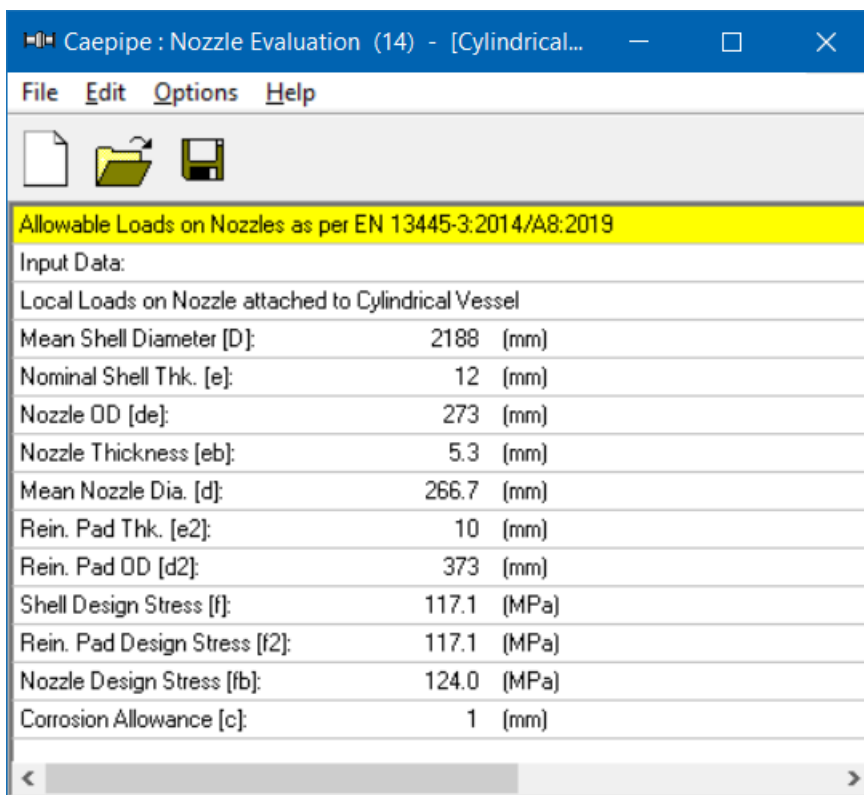 Caepipe : Nozzle Evaluation (14) - [Cylindrical...
File Edit Options Help
Allowable Loads on Nozzles as per EN 13445-3:2014/A8:2019
Input Data:
Local Loads on Nozzle attached to Cylindrical Vessel
Mean Shell Diameter [D]: 2188 (mm)
Nominal Shell Thk. [e]: 12 (mm)
Nozzle OD [de]: 273 (mm)
Nozzle Thickness [eb]: 5.3 (mm)
Mean Nozzle Dia. [d]: 266.7 (mm)
Rein. Pad Thk. [e2]: 10 (mm)
Rein. Pad OD [d2]: 373 (mm)
Shell Design Stress [f]: 117.1 (MPa)
Rein. Pad Design Stress [f2]: 117.1 (MPa)
Nozzle Design Stress [fb]: 124.0 (MPa)
Corrosion Allowance [c]: 1 (mm)